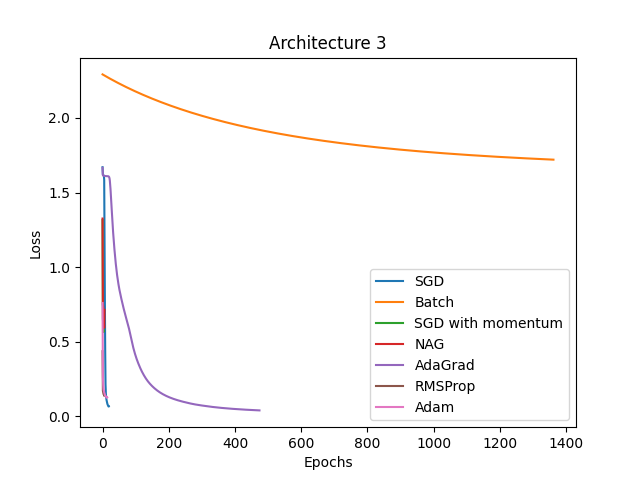 Architecture 3
Loss
2.0
1.5
1.0
0.5
0.0
0 200 400 600 800 1000 1200 1400
Epochs
SGD
Batch
SGD with momentum
NAG
AdaGrad
RMSProp
Adam